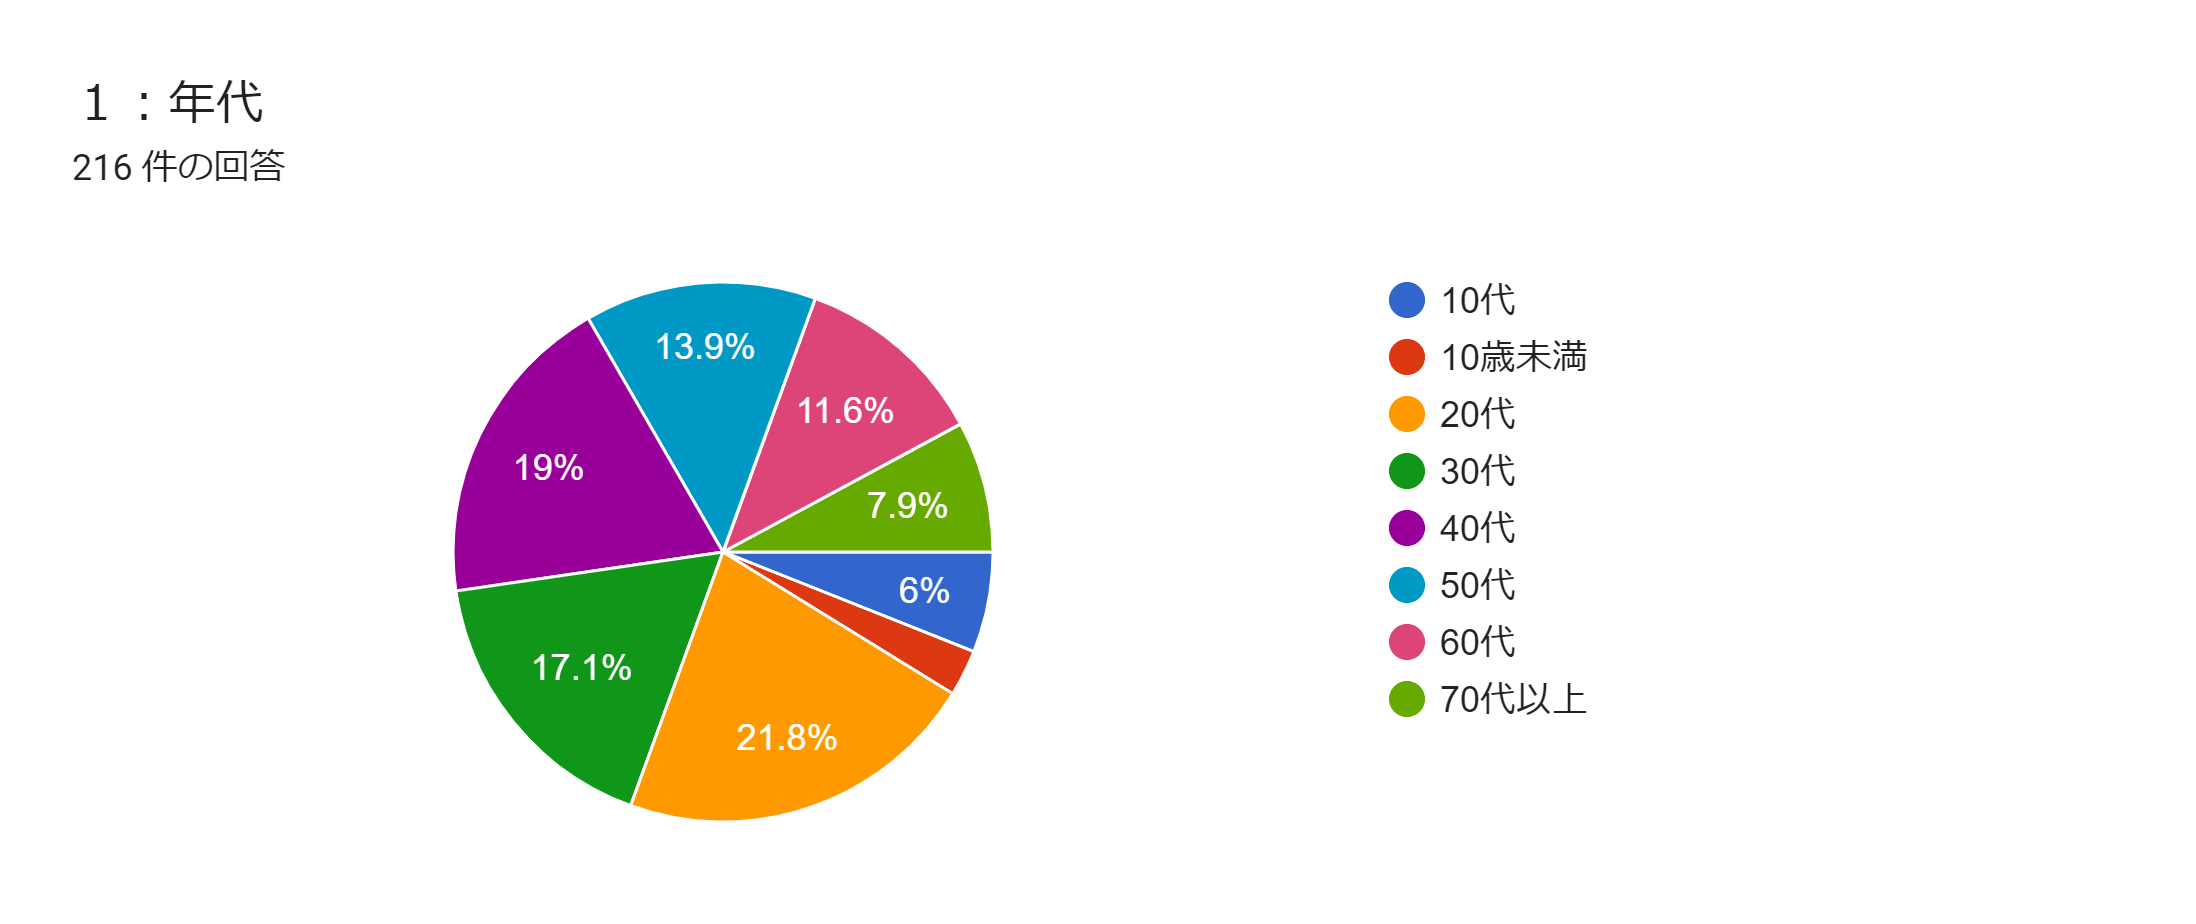 １：年代
216 件の回答
13.9%
11.6%
19%
7.9%
6%
17.1%
21.8%
10代
10歳未満
20代
30代
40代
50代
60代
70代以上